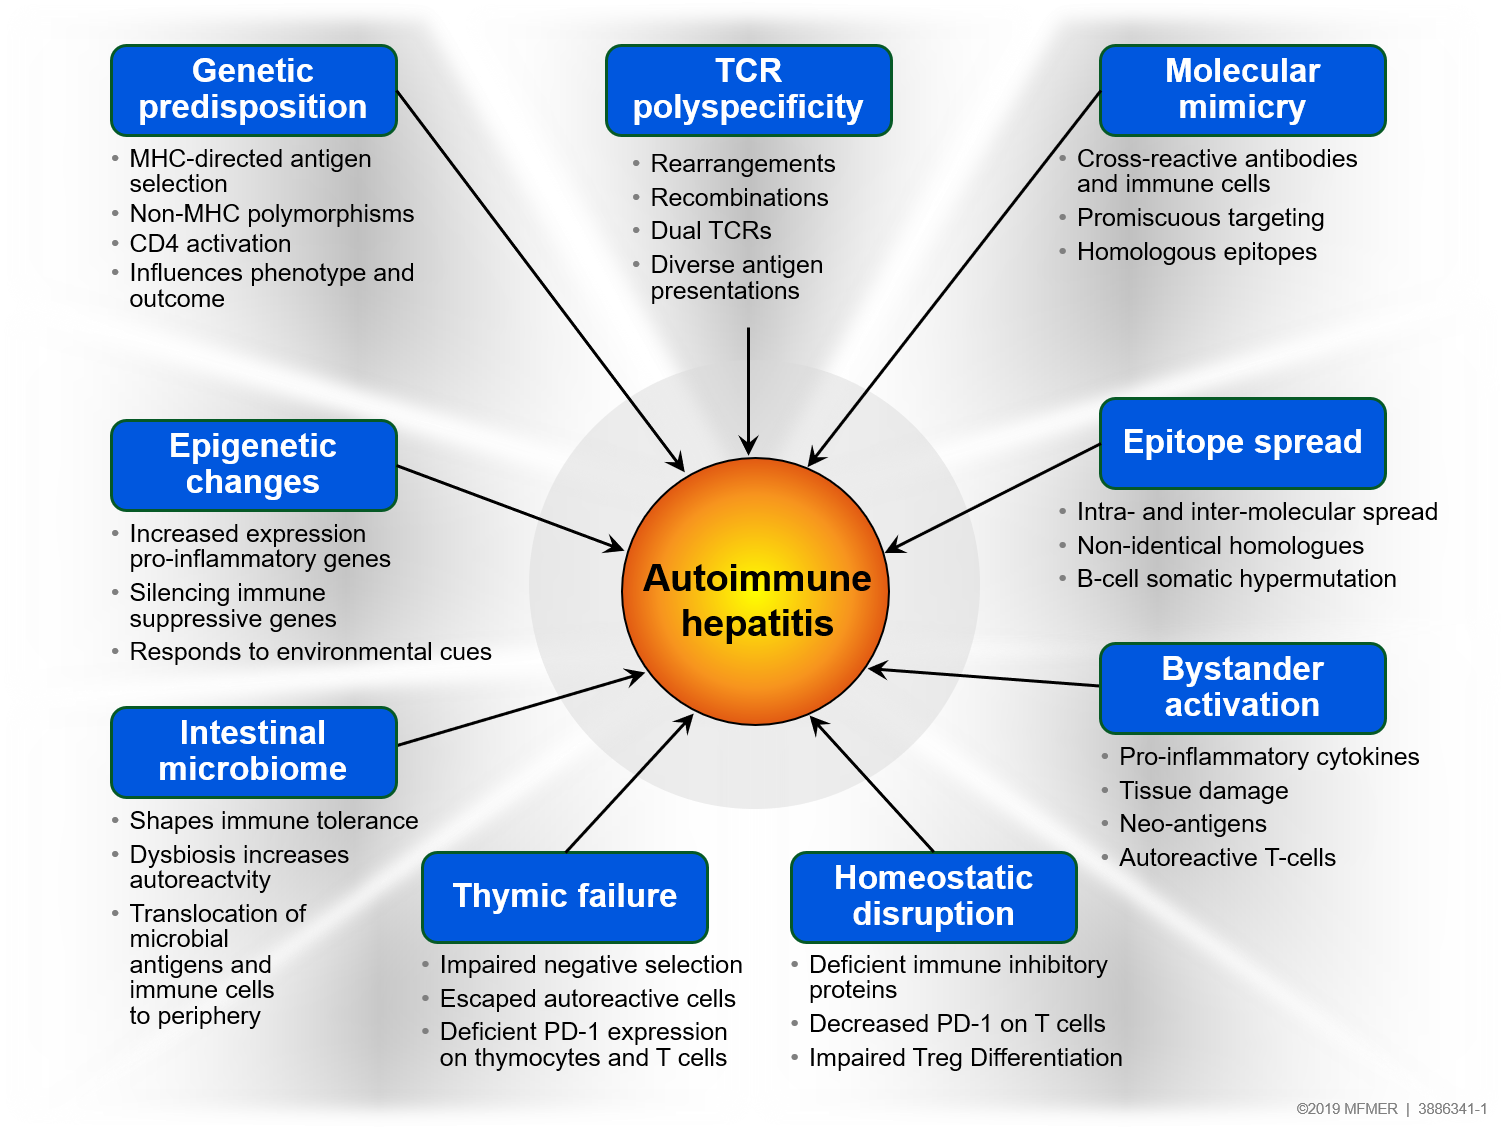 Genetic
predisposition
• MHC-directed antigen
selection
• Non-MHC polymorphisms
• CD4 activation
• Influences phenotype and
outcome
TCR
polyspecificity
• Rearrangements
• Recombinations
• Dual TCRs
• Diverse antigen
presentations
Molecular
mimicry
• Cross-reactive antibodies
and immune cells
• Promiscuous targeting
• Homologous epitopes
Epigenetic
changes
• Increased expression
pro-inflammatory genes
• Silencing immune
suppressive genes
• Responds to environmental cues
Autoimmune
hepatitis
Epitope spread
• Intra- and inter-molecular spread
• Non-identical homologues
• B-cell somatic hypermutation
Intestinal
microbiome
• Shapes immune tolerance
• Dysbiosis increases
autoreactvity
• Translocation of
microbial
antigens and
immune cells
to periphery
Bystander
activation
• Pro-inflammatory cytokines
• Tissue damage
• Neo-antigens
• Autoreactive T-cells
Thymic failure
• Impaired negative selection
• Escaped autoreactive cells
• Deficient PD-1 expression
on thymocytes and T cells
Homeostatic
disruption
• Deficient immune inhibitory
proteins
• Decreased PD-1 on T cells
• Impaired Treg Differentiation
©2019 MFMER | 3886341-1